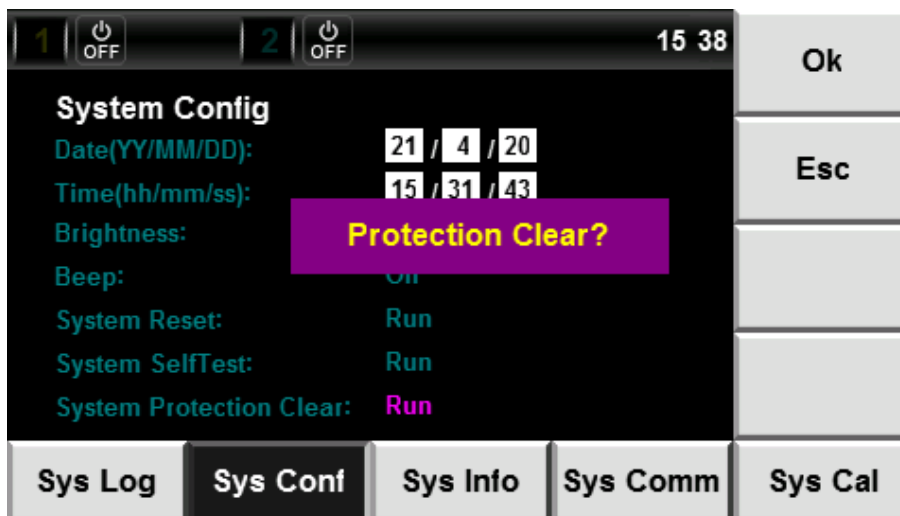 1 OFF 2 OFF 15 38
Ok
Esc
System Config
Date(YY/MM/DD): 21 / 4 / 20
Time(hh/mm/ss): 15 / 31 / 43
Brightness:
Protection Clear?
Beep: On
System Reset: Run
System SelfTest: Run
System Protection Clear: Run
Sys Log Sys Conf Sys Info Sys Comm Sys Cal